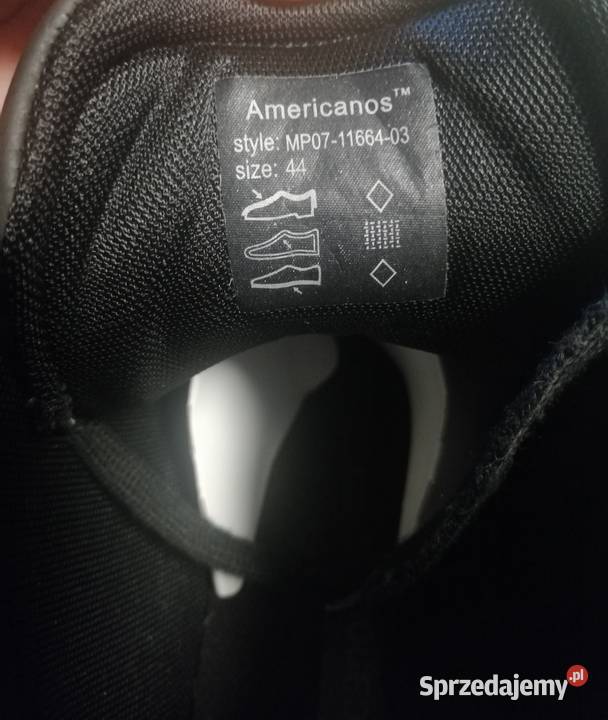 Americanos™
style: MP07-11664-03
size: 44
Sprzedajemy.pl